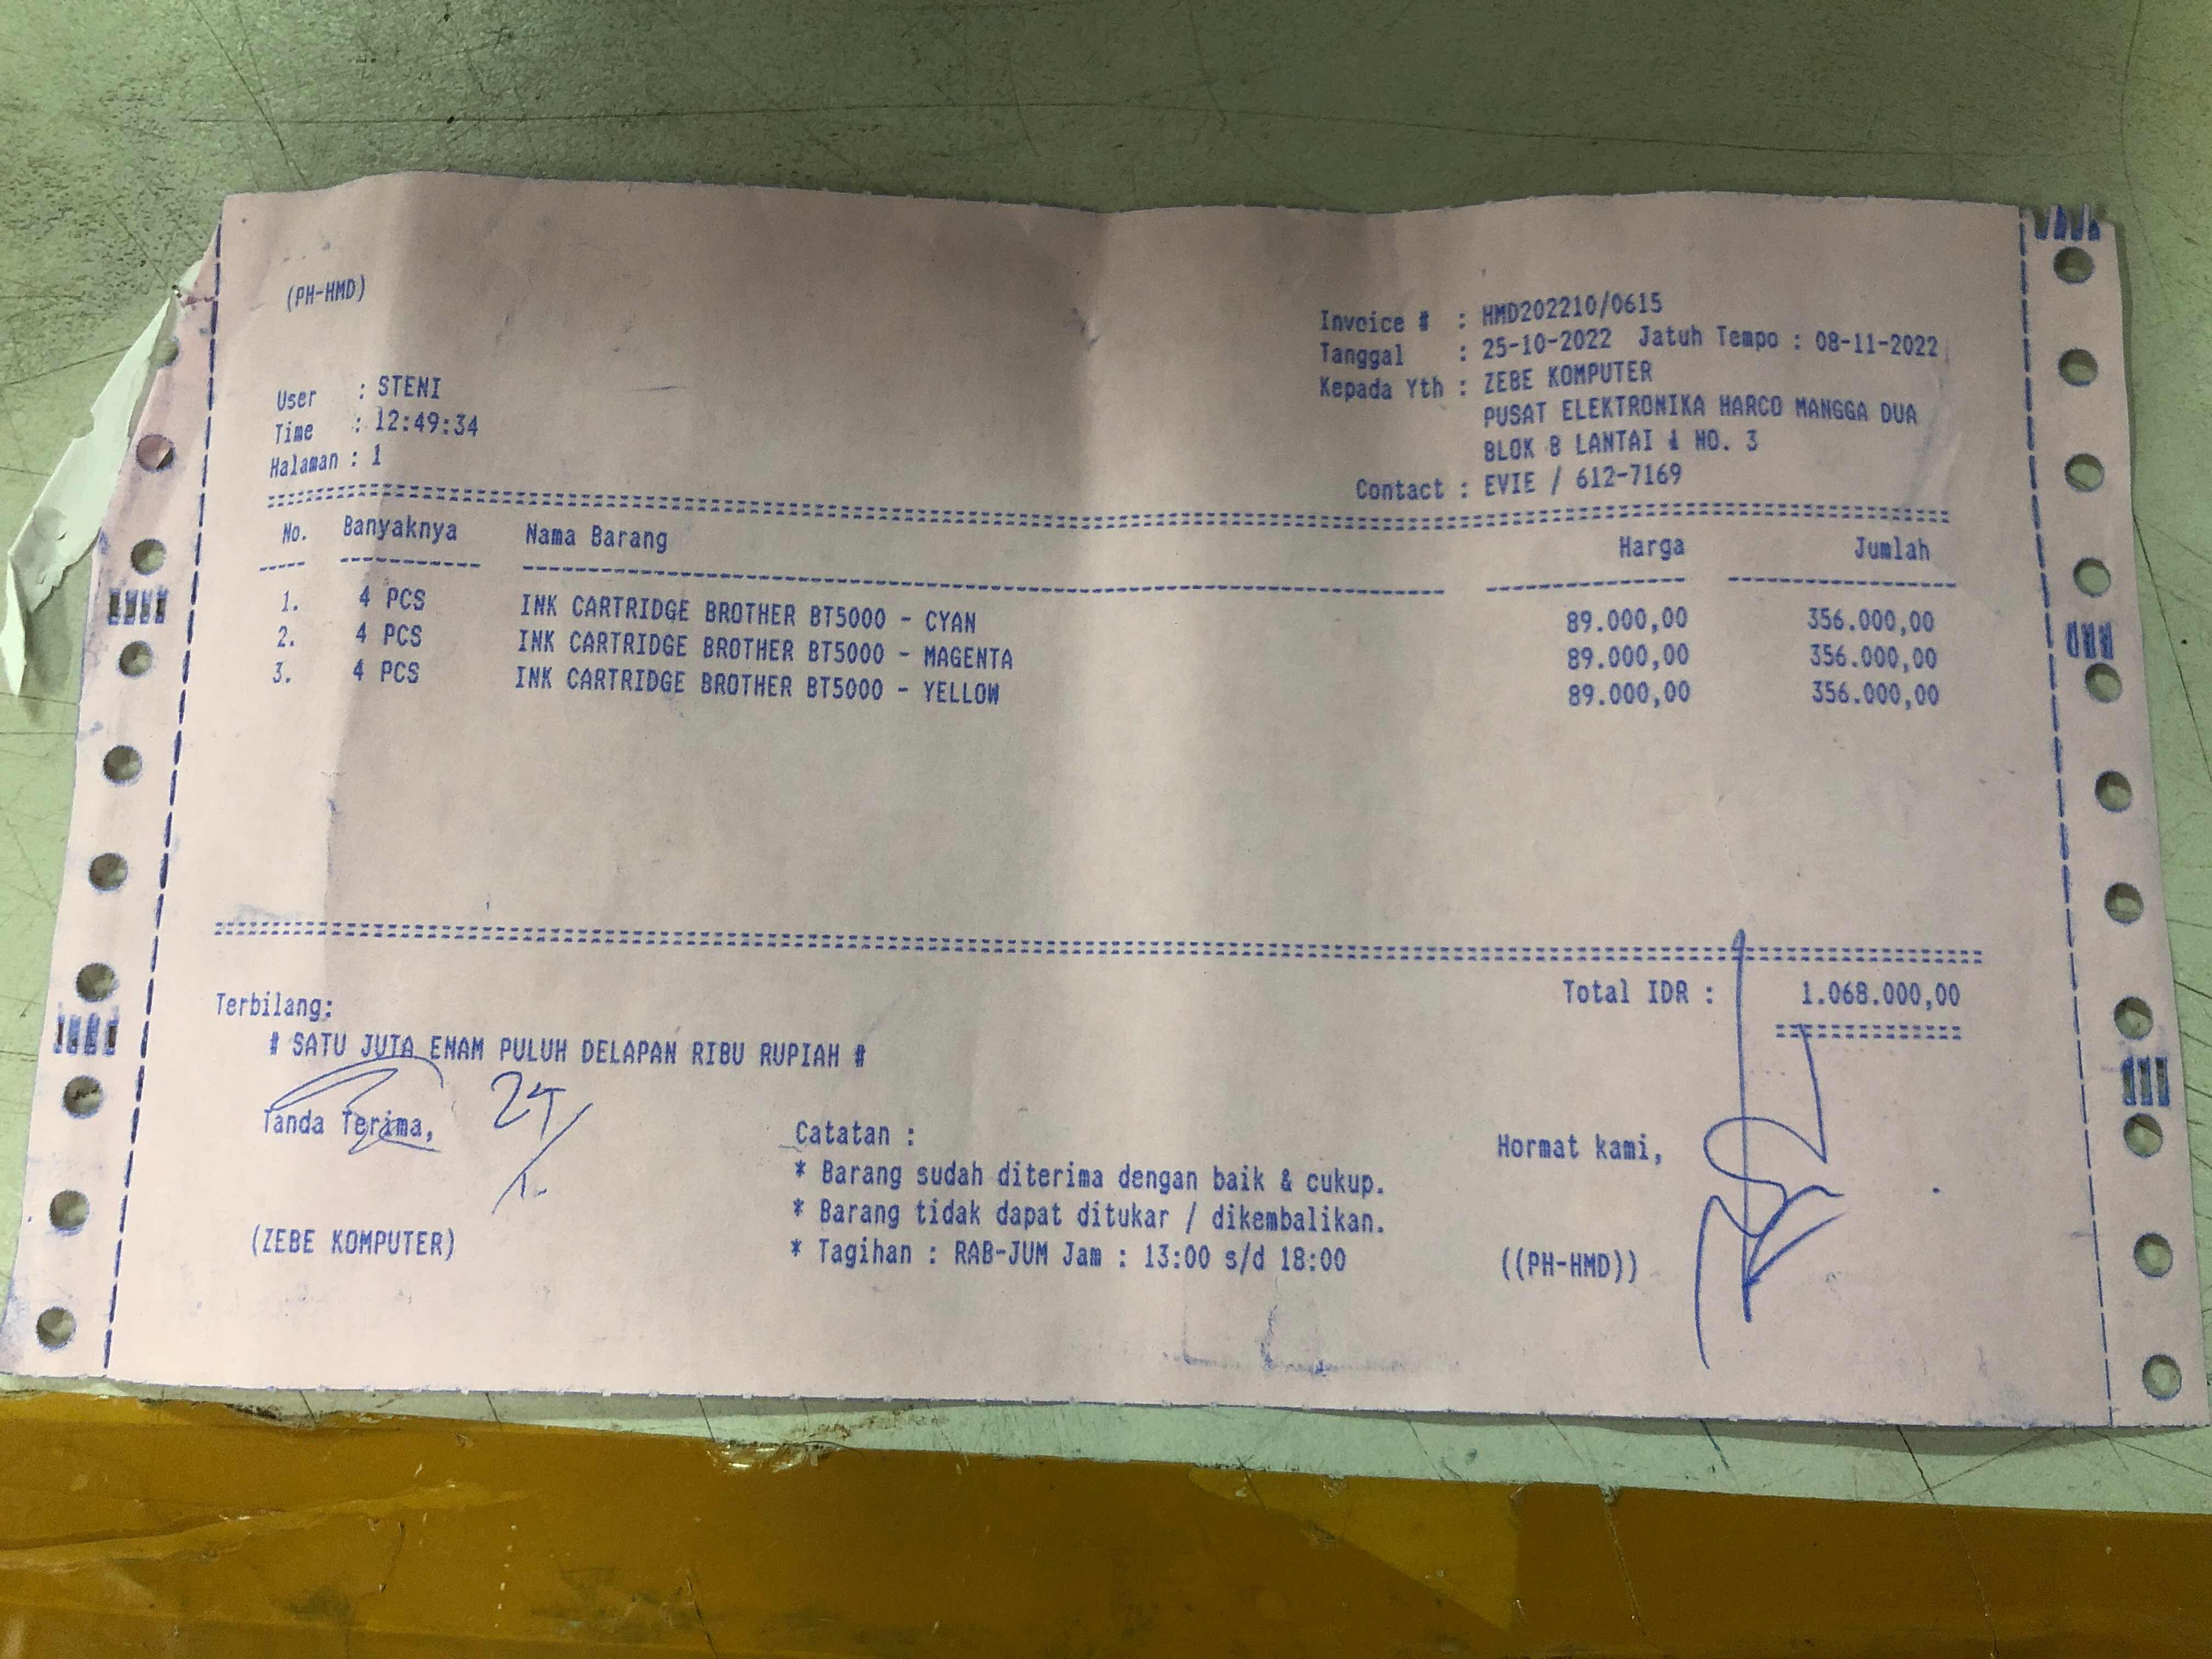 (PH-HMD)
Invoice # : HMD202210/0615
Tanggal : 25-10-2022 Jatuh Tempo : 08-11-2022
Kepada Yth : ZEBE KOMPUTER
PUSAT ELEKTRONIKA HARCO MANGGA DUA
BLOK B LANTAI 1 NO. 3
Contact : EVIE / 612-7169
User : STENI
Time : 12:49:34
Halaman : 1
No. Banyaknya Nama Barang Harga Jumlah
1. 4 PCS INK CARTRIDGE BROTHER BT5000 - CYAN 89.000,00 356.000,00
2. 4 PCS INK CARTRIDGE BROTHER BT5000 - MAGENTA 89.000,00 356.000,00
3. 4 PCS INK CARTRIDGE BROTHER BT5000 - YELLOW 89.000,00 356.000,00
Total IDR : 1.068.000,00
Terbilang:
# SATU JUTA ENAM PULUH DELAPAN RIBU RUPIAH #
Tanda Terima,
(ZEBE KOMPUTER)
Catatan :
* Barang sudah diterima dengan baik & cukup.
* Barang tidak dapat ditukar / dikembalikan.
* Tagihan : RAB-JUM Jam : 13:00 s/d 18:00
Hormat kami,
((PH-HMD))